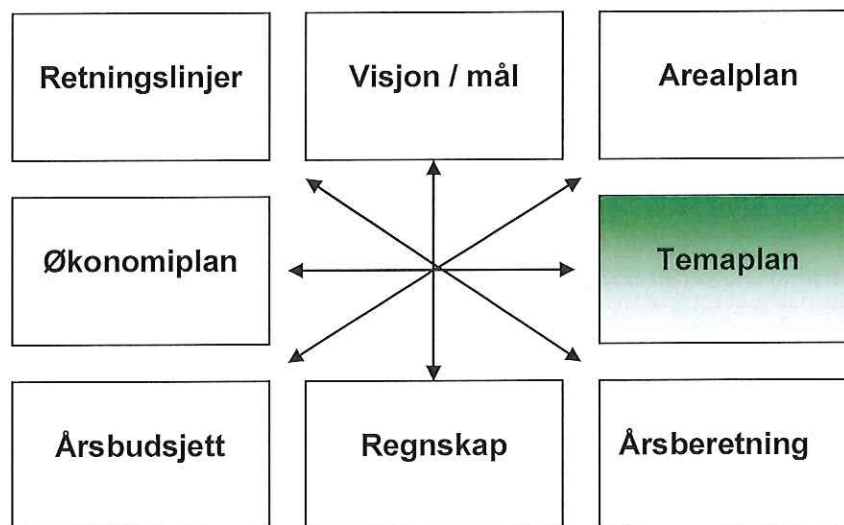 Retningslinjer
Visjon / mål
Arealplan
Økonomiplan
Temaplan
Årsbudsjett
Regnskap
Årsberetning